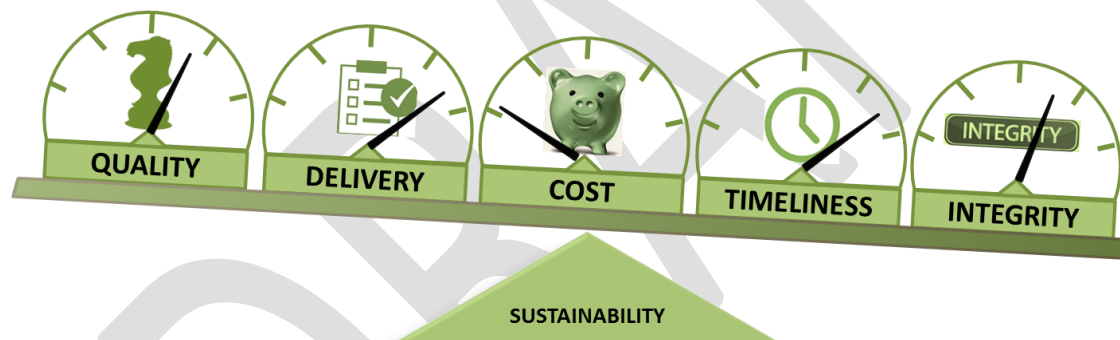 INTEGRITY
QUALITY
DELIVERY
COST
TIMELINESS
INTEGRITY
SUSTAINABILITY